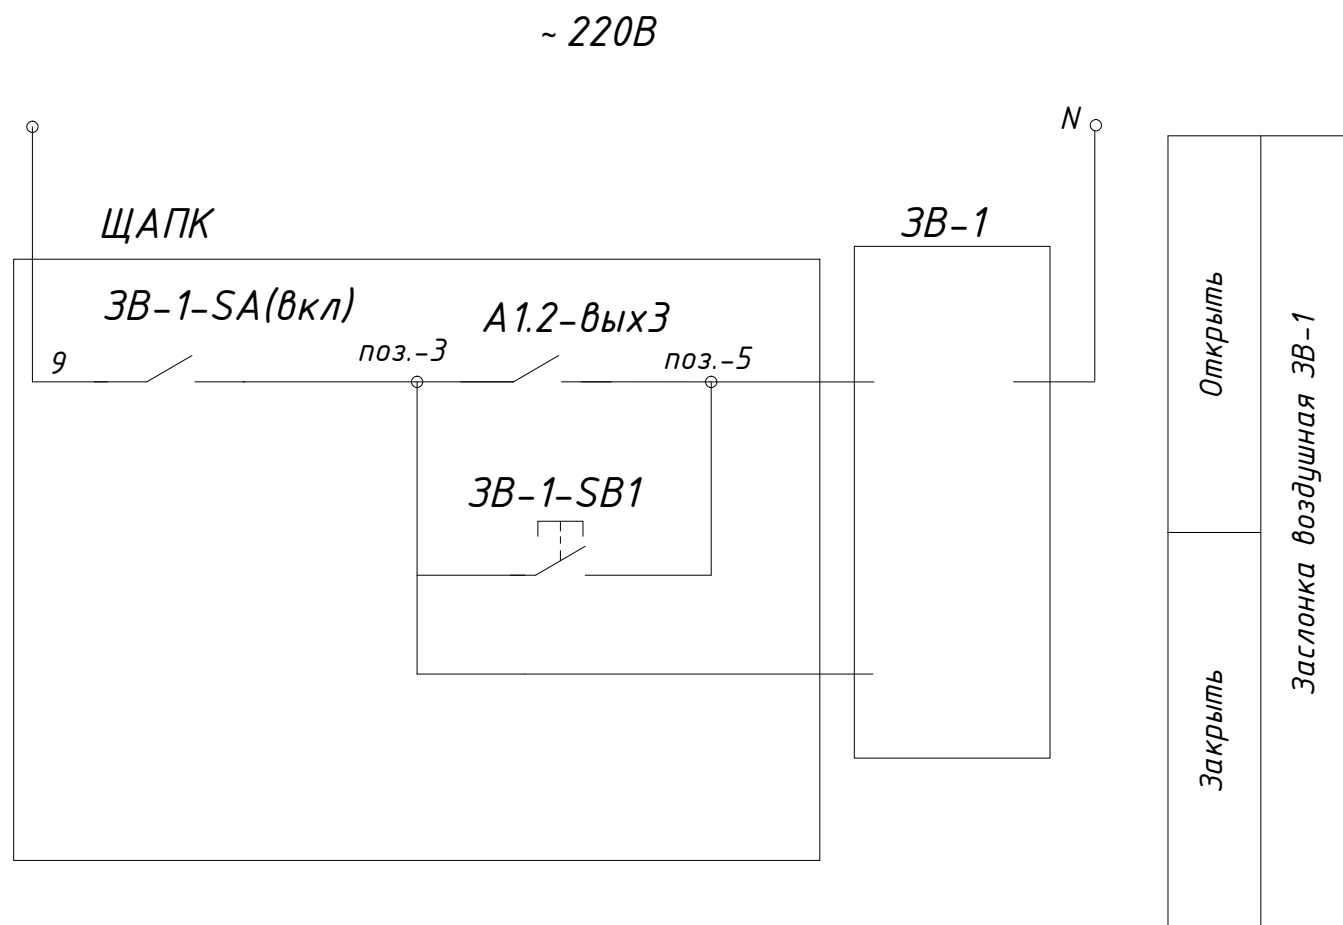 ~ 220В
N
ЩАПК
ЗВ-1
ЗВ-1-SA(вкл)
А1.2-вых3
9
поз.-3
поз.-5
ЗВ-1-SB1
Открыть
Закрыть
Заслонка воздушная ЗВ-1